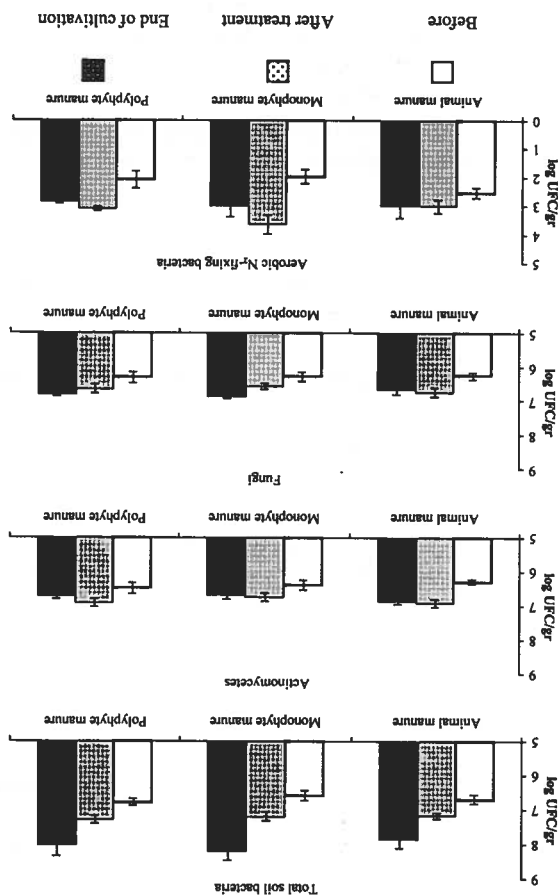 Total soil bacteria
log UFC/gr
9
8
7
6
5
Animal manure Monophyte manure Polyphyte manure
Actinomycetes
log UFC/gr
9
8
7
6
5
Animal manure Monophyte manure Polyphyte manure
Fungi
log UFC/gr
9
8
7
6
5
Animal manure Monophyte manure Polyphyte manure
Aerobic N₂-fixing bacteria
log UFC/gr
5
4
3
2
1
0
Animal manure Monophyte manure Polyphyte manure
Before After treatment End of cultivation